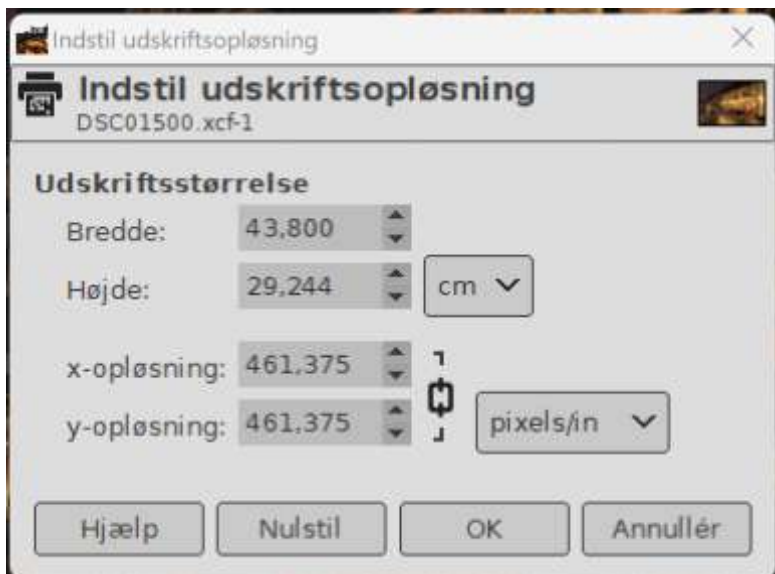 Indstil udskriftsopløsning
Indstil udskriftsopløsning
DSC01500.xcf-1
Udskriftsstørrelse
Bredde: 43,800
Højde: 29,244 cm
x-opløsning: 461,375
y-opløsning: 461,375 pixels/in
Hjælp Nulstil OK Annullér